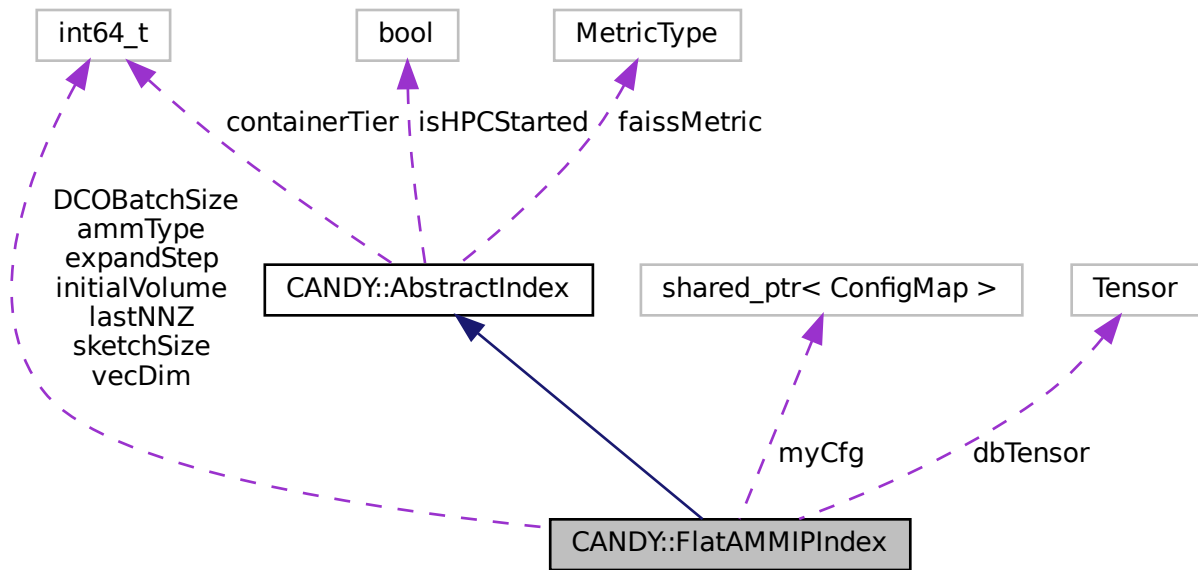 int64_t
bool
MetricType
containerTier
isHPCStarted
faissMetric
DCOBatchSize
ammType
expandStep
initialVolume
lastNNZ
sketchSize
vecDim
CANDY::AbstractIndex
shared_ptr< ConfigMap >
Tensor
myCfg
dbTensor
CANDY::FlatAMMIPIndex